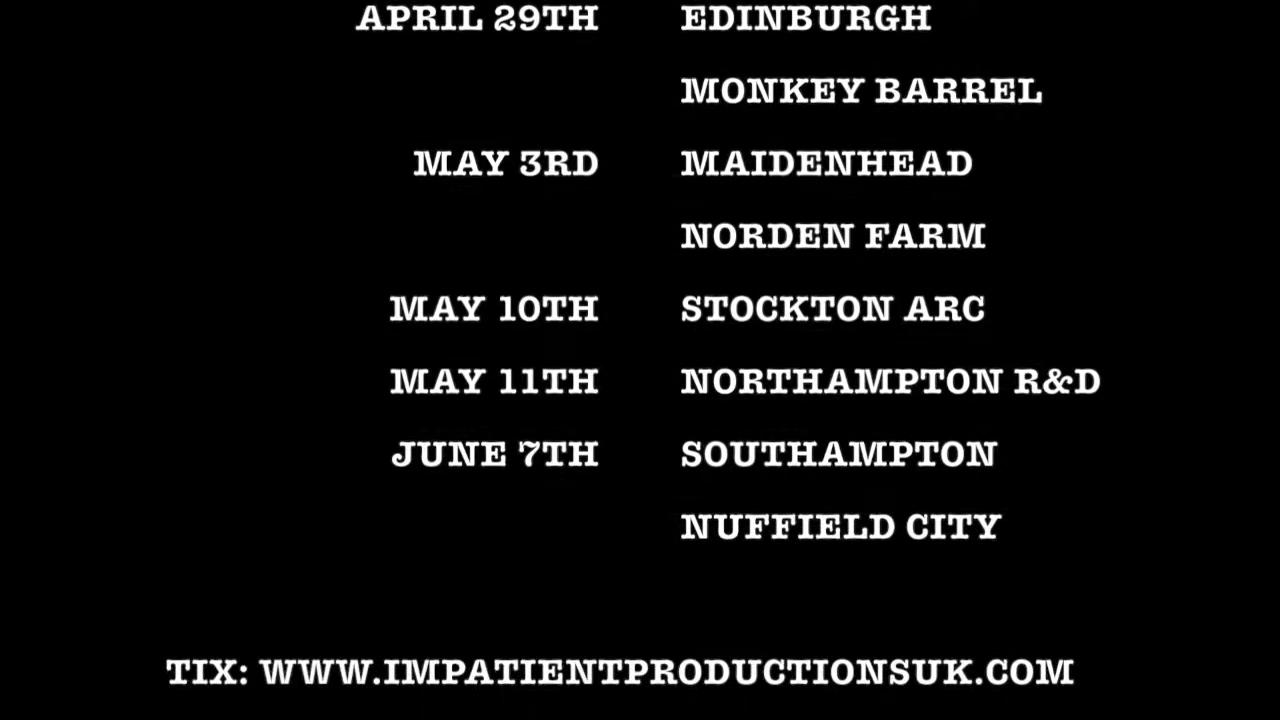 APRIL 29TH EDINBURGH
MONKEY BARREL
MAY 3RD MAIDENHEAD
NORDEN FARM
MAY 10TH STOCKTON ARC
MAY 11TH NORTHAMPTON R&D
JUNE 7TH SOUTHAMPTON
NUFFIELD CITY
TIX: WWW.IMPATIENTPRODUCTIONSUK.COM